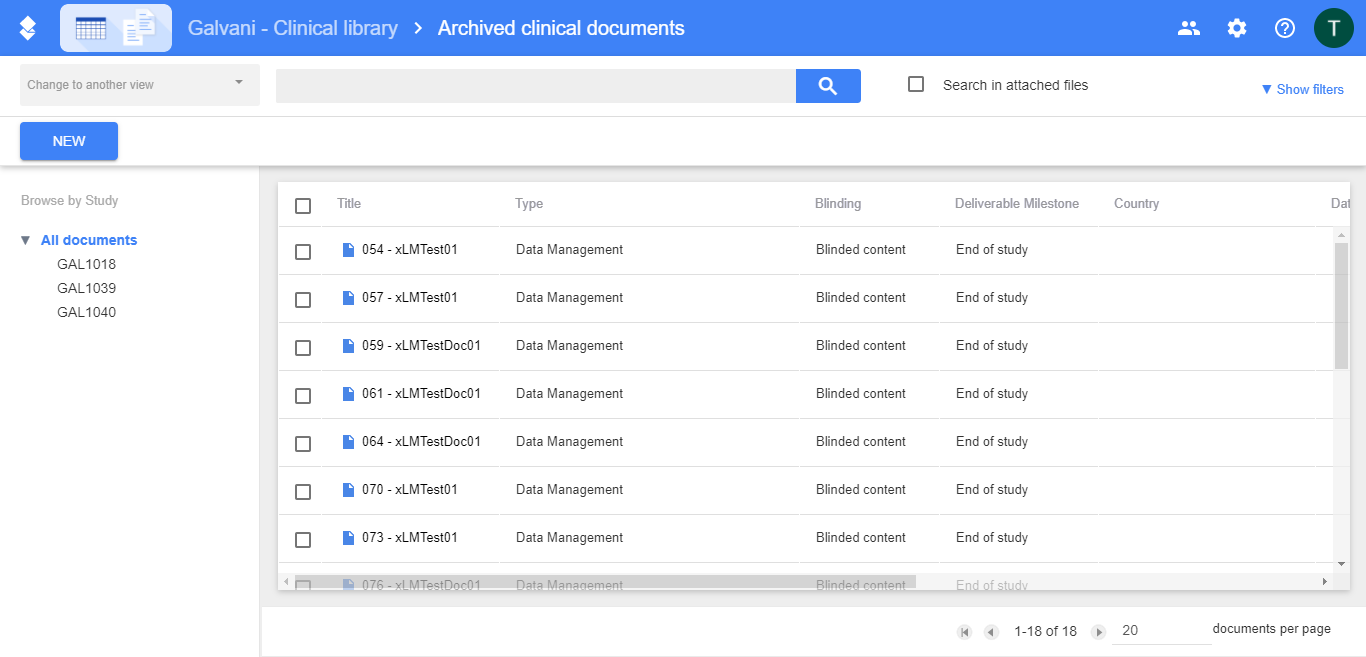 Galvani - Clinical library > Archived clinical documents
T
Change to another view
Search in attached files
▼ Show filters
NEW
Browse by Study
▼ All documents
GAL1018
GAL1039
GAL1040
Title Type Blinding Deliverable Milestone Country Dat
054 - xLMTest01 Data Management Blinded content End of study
057 - xLMTest01 Data Management Blinded content End of study
059 - xLMTestDoc01 Data Management Blinded content End of study
061 - xLMTestDoc01 Data Management Blinded content End of study
064 - xLMTestDoc01 Data Management Blinded content End of study
070 - xLMTest01 Data Management Blinded content End of study
073 - xLMTest01 Data Management Blinded content End of study
076 - xLMTestDoc01 Data Management Blinded content End of study
1-18 of 18 20 documents per page